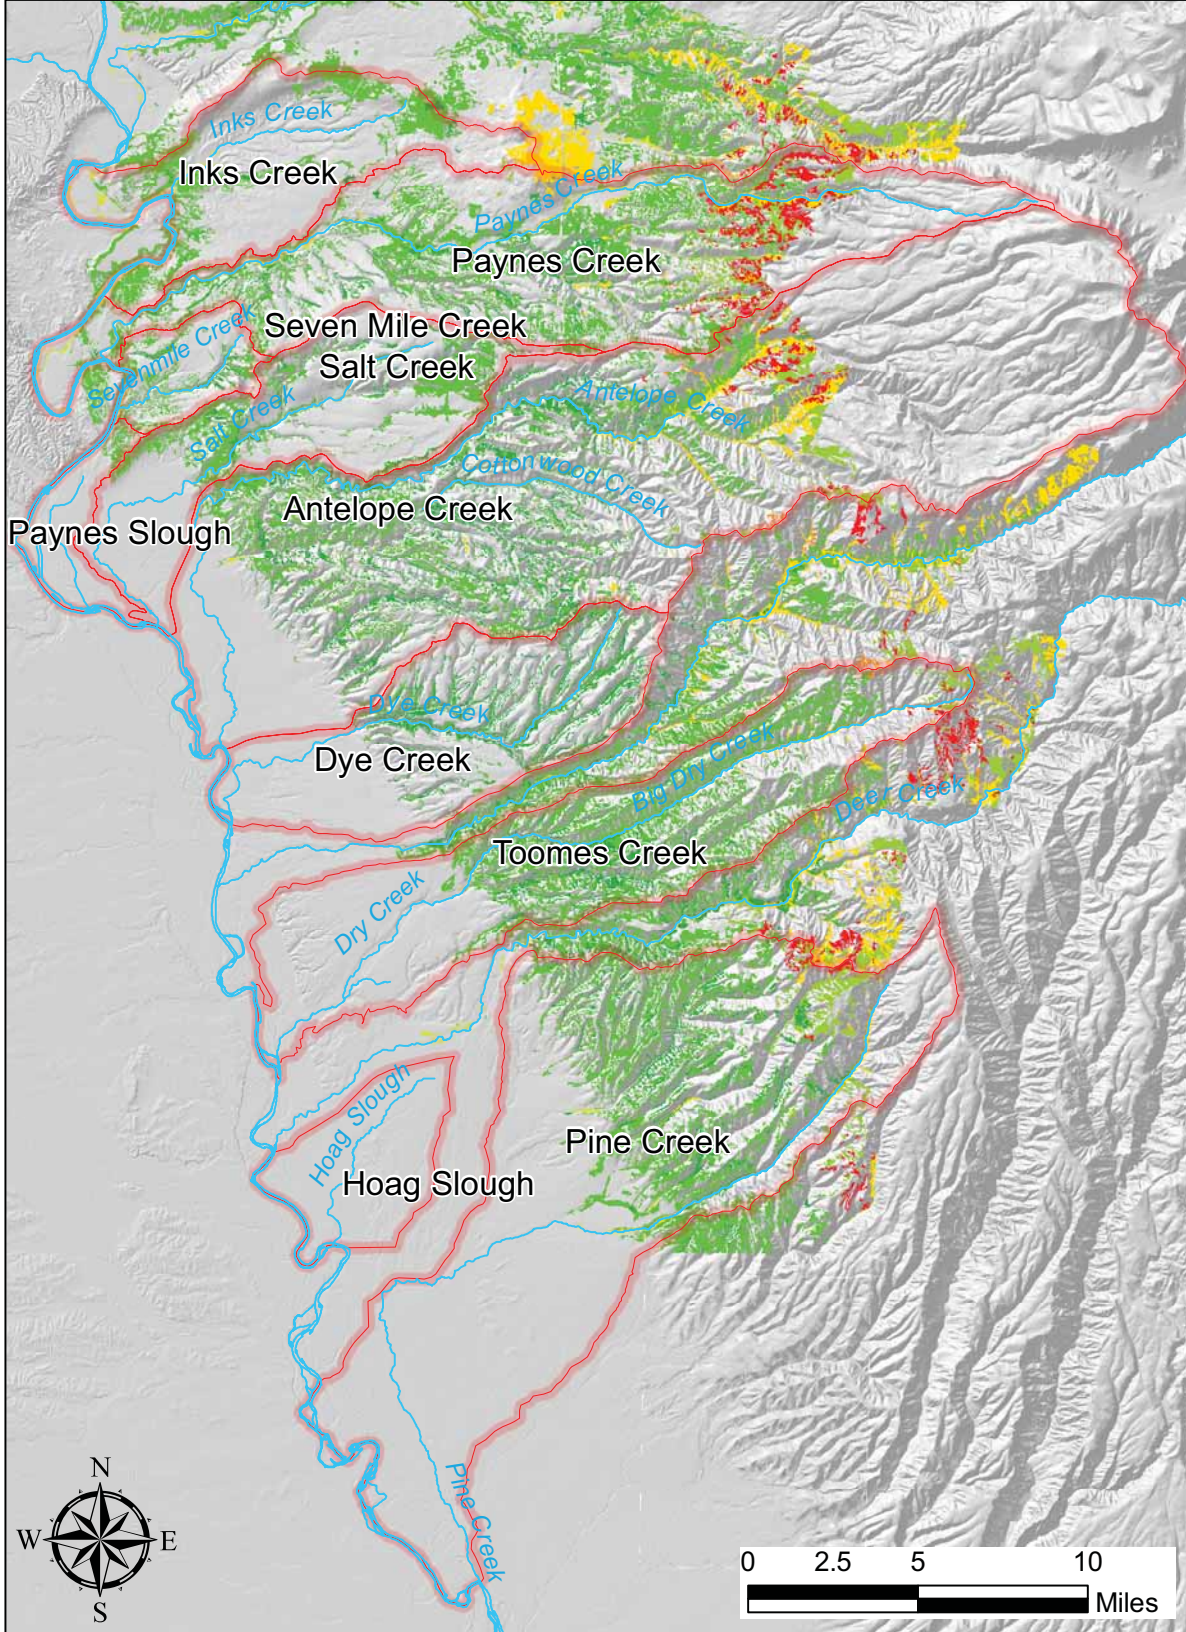 Inks Creek
Inks Creek
Paynes Creek
Paynes Creek
Sevenmile Creek
Seven Mile Creek
Salt Creek
Salt Creek
Antelope Creek
Cottonwood Creek
Antelope Creek
Paynes Slough
Dye Creek
Dye Creek
Big Dry Creek
Deer Creek
Toomes Creek
Dry Creek
Hoag Slough
Pine Creek
Hoag Slough
Pine Creek
N
W E
S
0 2.5 5 10
Miles